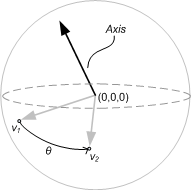 Axis
(0,0,0)
v₁
v₂
θ